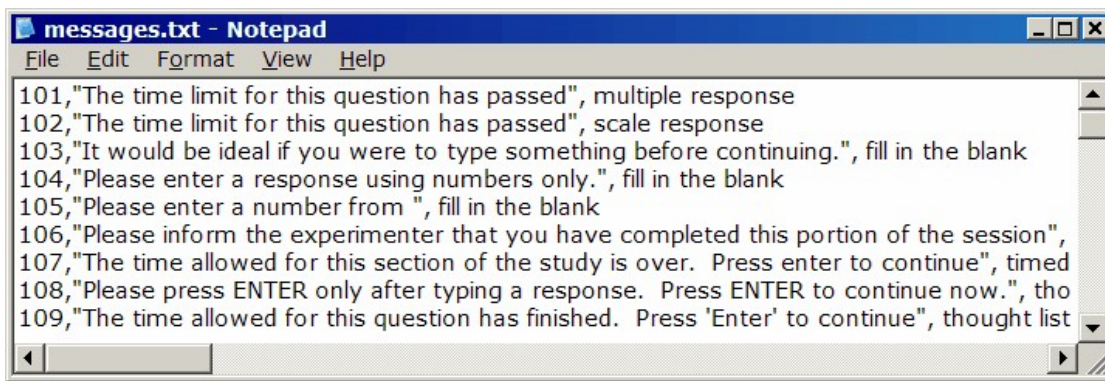 messages.txt - Notepad
File Edit Format View Help
101,"The time limit for this question has passed", multiple response
102,"The time limit for this question has passed", scale response
103,"It would be ideal if you were to type something before continuing.", fill in the blank
104,"Please enter a response using numbers only.", fill in the blank
105,"Please enter a number from ", fill in the blank
106,"Please inform the experimenter that you have completed this portion of the session",
107,"The time allowed for this section of the study is over.  Press enter to continue", timed
108,"Please press ENTER only after typing a response.  Press ENTER to continue now.", tho
109,"The time allowed for this question has finished.  Press 'Enter' to continue", thought list